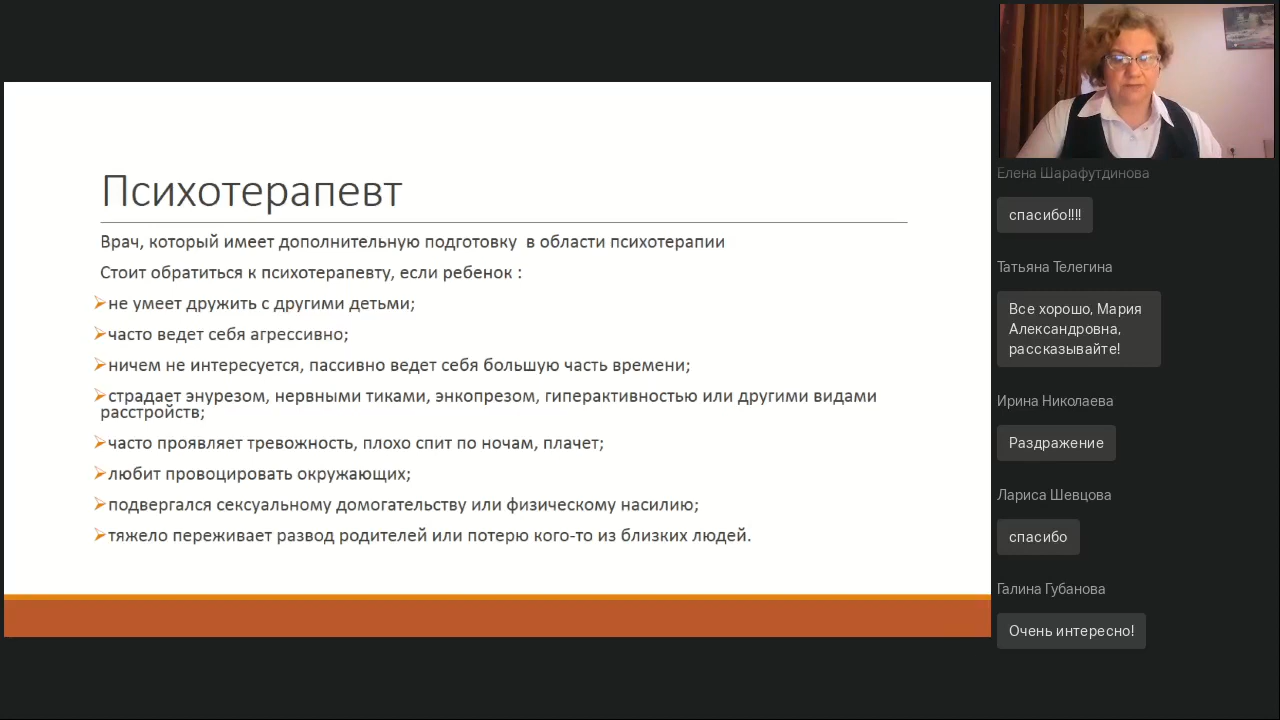 Психотерапевт
Врач, который имеет дополнительную подготовку в области психотерапии
Стоит обратиться к психотерапевту, если ребенок :
не умеет дружить с другими детьми;
часто ведет себя агрессивно;
ничем не интересуется, пассивно ведет себя большую часть времени;
страдает энурезом, нервными тиками, энкопрезом, гиперактивностью или другими видами
расстройств;
часто проявляет тревожность, плохо спит по ночам, плачет;
любит провоцировать окружающих;
подвергался сексуальному домогательству или физическому насилию;
тяжело переживает развод родителей или потерю кого-то из близких людей.
Елена Шарафутдинова
спасибо!!!!
Татьяна Телегина
Все хорошо, Мария
Александровна,
рассказывайте!
Ирина Николаева
Раздражение
Лариса Шевцова
спасибо
Галина Губанова
Очень интересно!